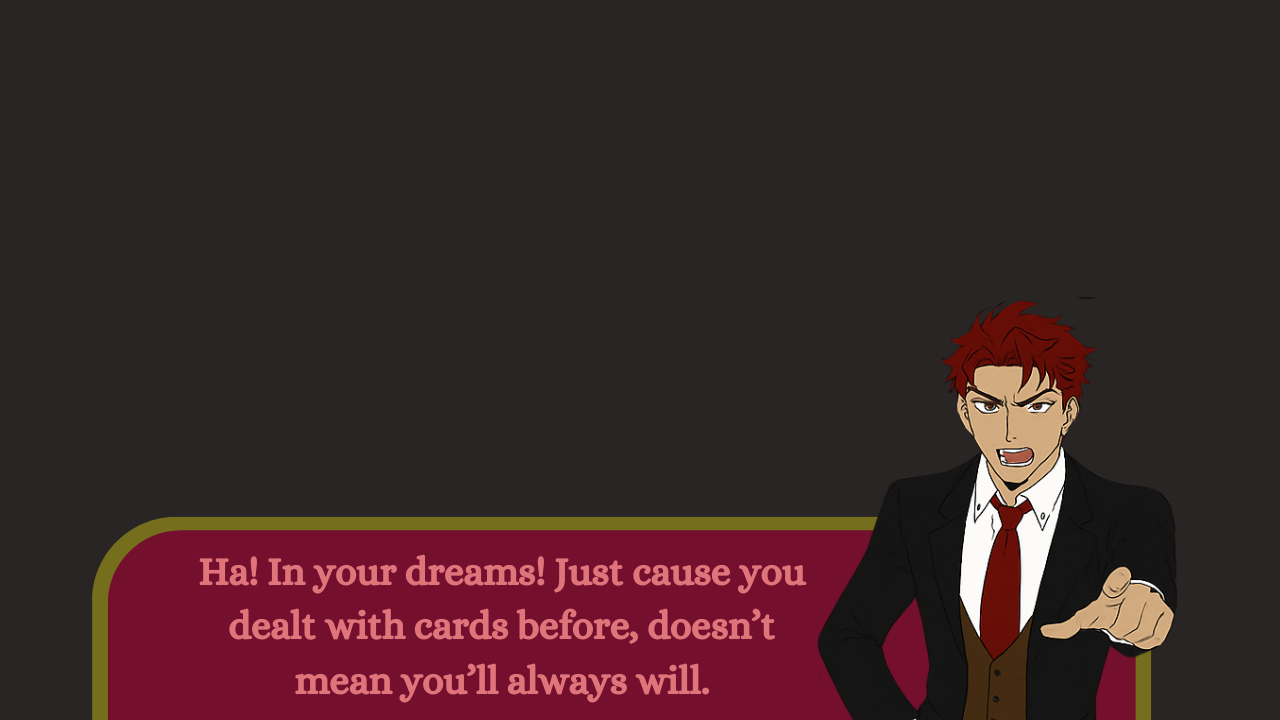 Ha! In your dreams! Just cause you
dealt with cards before, doesn’t
mean you’ll always will.